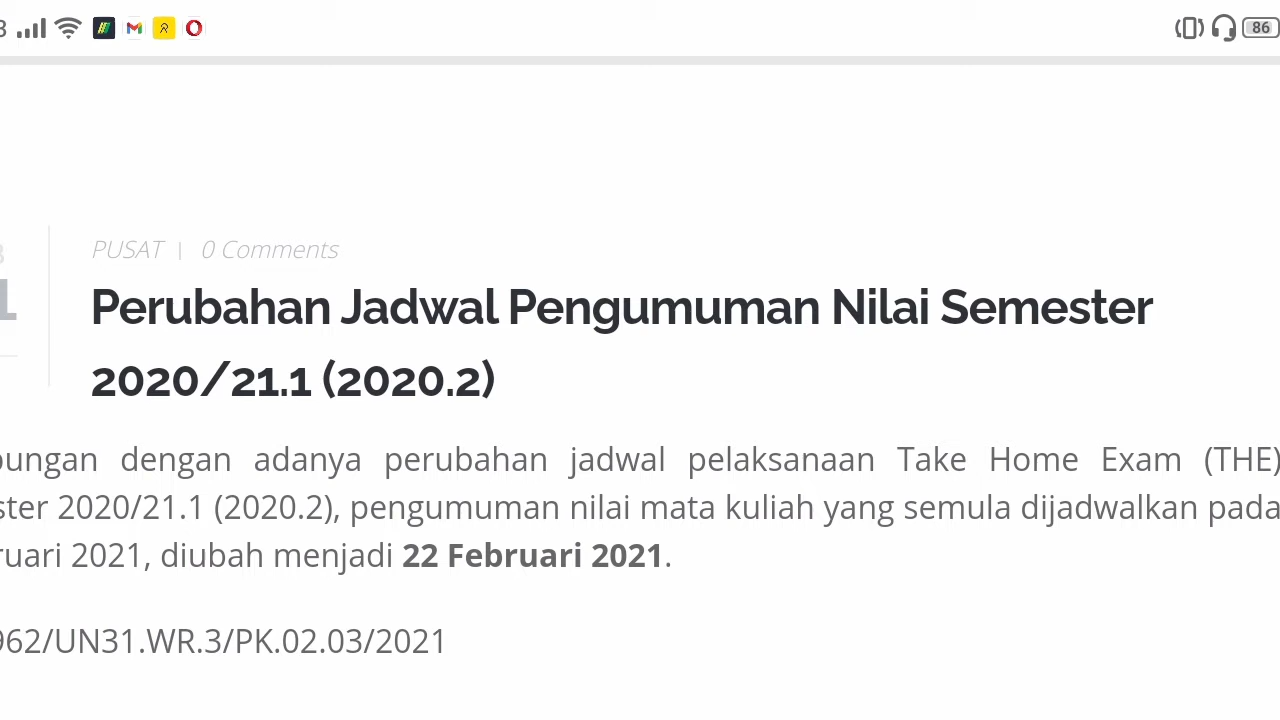 86
PUSAT | 0 Comments
Perubahan Jadwal Pengumuman Nilai Semester
2020/21.1 (2020.2)
dengan adanya perubahan jadwal pelaksanaan Take Home Exam (THE)
2020/21.1 (2020.2), pengumuman nilai mata kuliah yang semula dijadwalkan pada
2021, diubah menjadi 22 Februari 2021.
962/UN31.WR.3/PK.02.03/2021